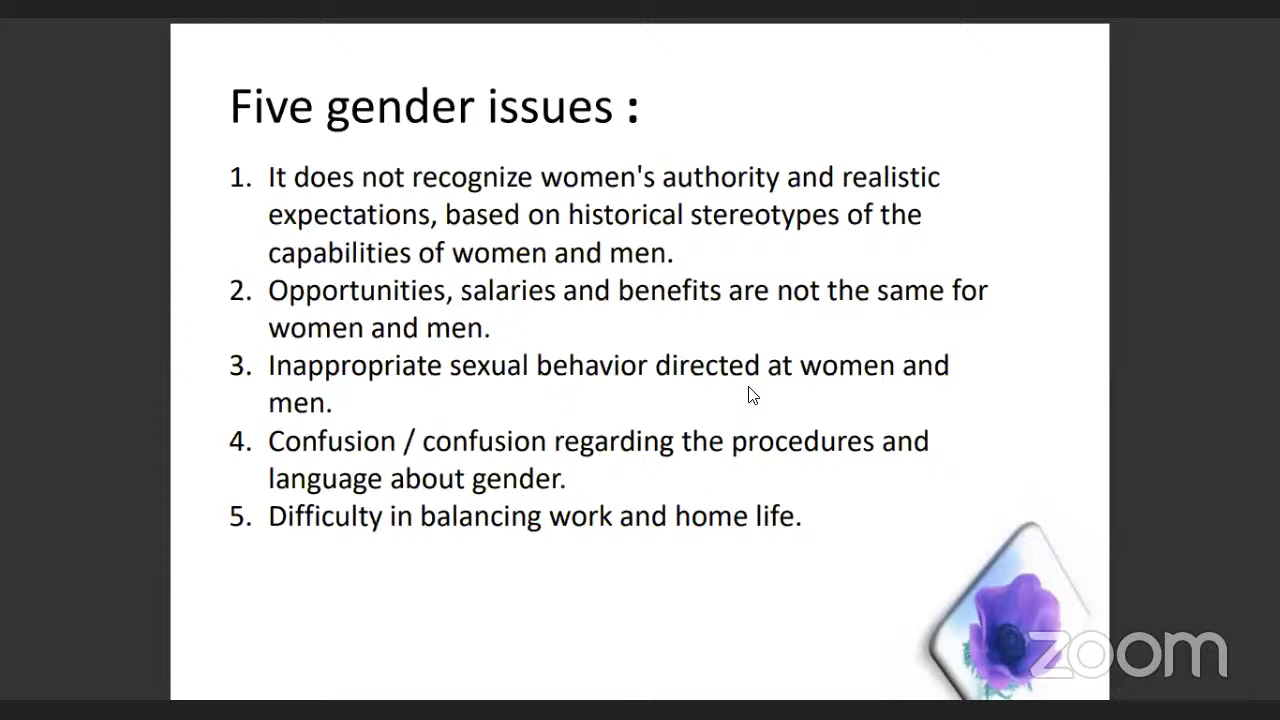 Five gender issues :
1. It does not recognize women's authority and realistic
expectations, based on historical stereotypes of the
capabilities of women and men.
2. Opportunities, salaries and benefits are not the same for
women and men.
3. Inappropriate sexual behavior directed at women and
men.
4. Confusion / confusion regarding the procedures and
language about gender.
5. Difficulty in balancing work and home life.
zoom